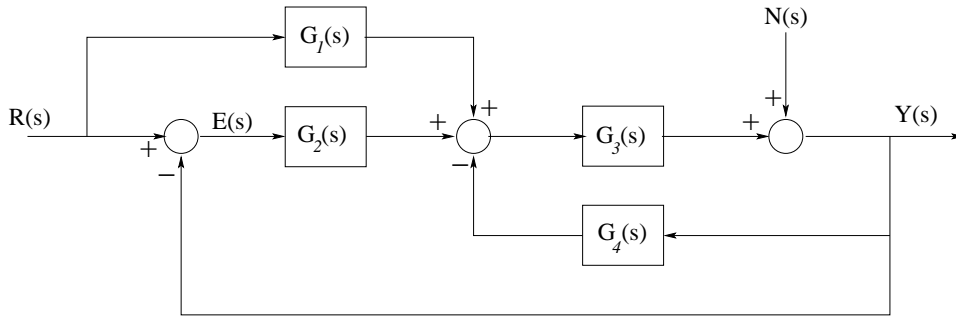 N(s)
G1(s)
+
+
R(s)
E(s)
G2(s)
G3(s)
Y(s)
+
+
+
−
−
G4(s)